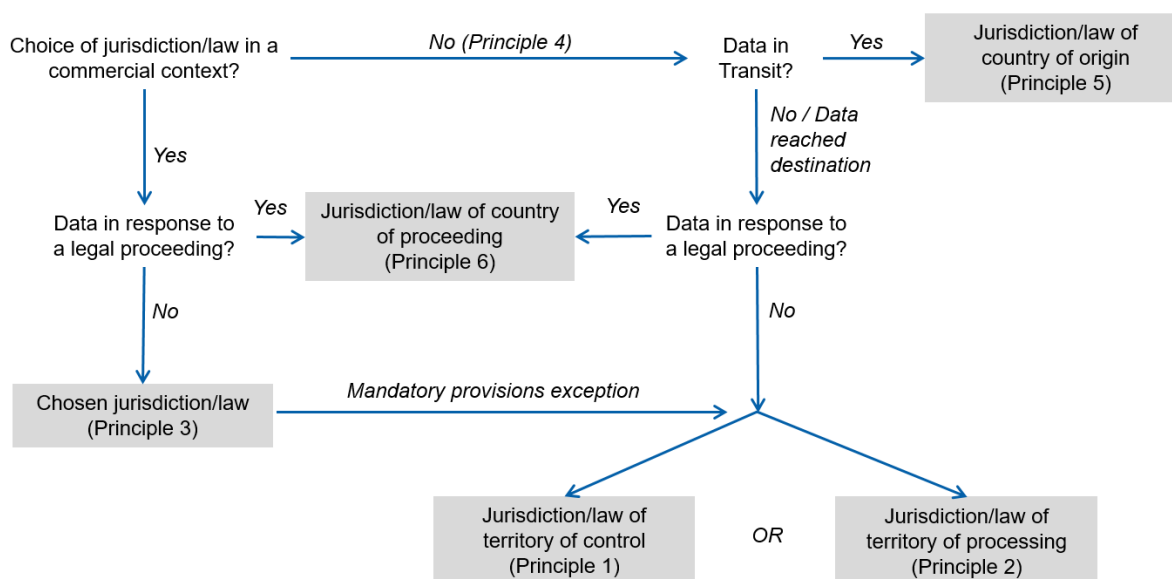 Choice of jurisdiction/law in a
commercial context?
No (Principle 4)
Data in
Transit?
Yes
Jurisdiction/law of
country of origin
(Principle 5)
Yes
No / Data
reached
destination
Data in response to
a legal proceeding?
Yes
Jurisdiction/law of country
of proceeding
(Principle 6)
Yes
Data in response to
a legal proceeding?
No
No
Chosen jurisdiction/law
(Principle 3)
Mandatory provisions exception
Jurisdiction/law of
territory of control
(Principle 1)
OR
Jurisdiction/law of
territory of processing
(Principle 2)